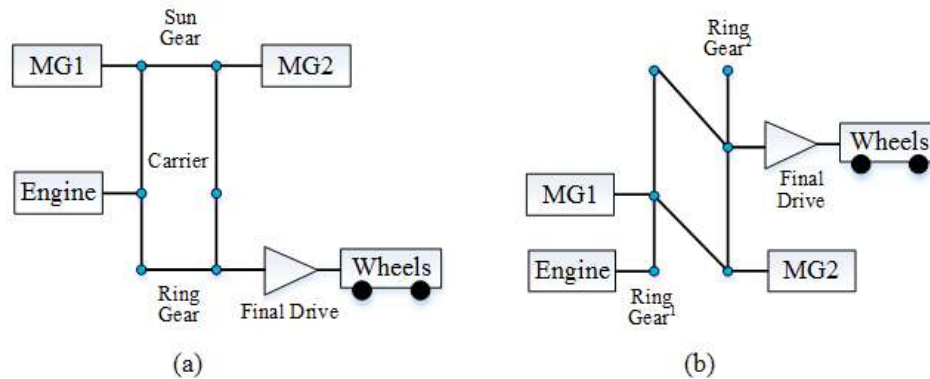 Sun
Gear
MG1
MG2
Carrier
Engine
Wheels
Ring
Gear
Final Drive
(a)
Ring
Gear²
Wheels
Final
Drive
MG1
Engine
MG2
Ring
Gear¹
(b)